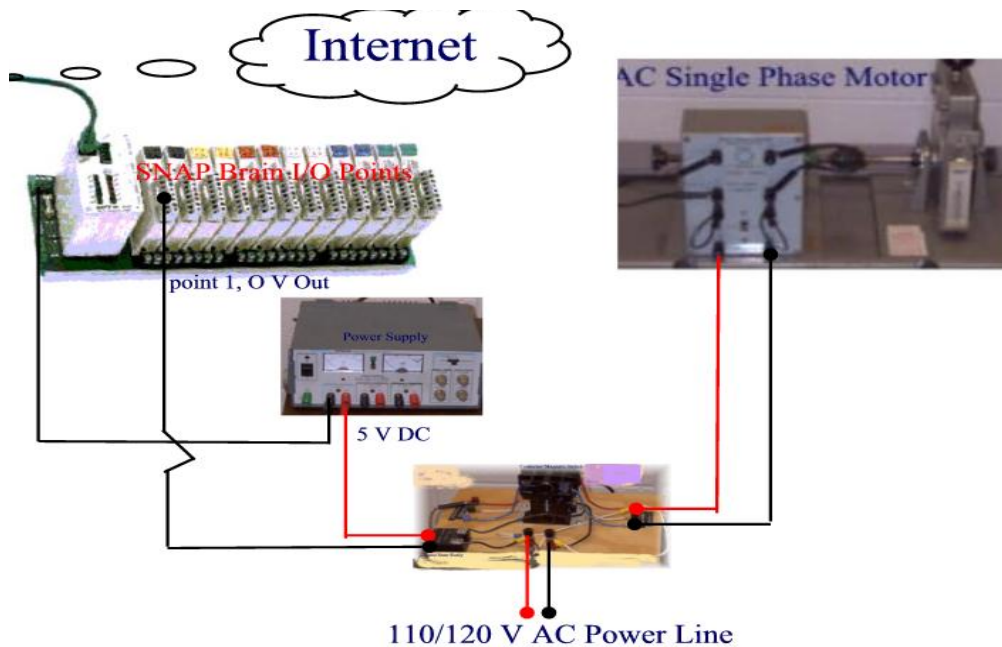 Internet
AC Single Phase Motor
SNAP Brain I/O Points
point 1, O V Out
Power Supply
5 V DC
110/120 V AC Power Line